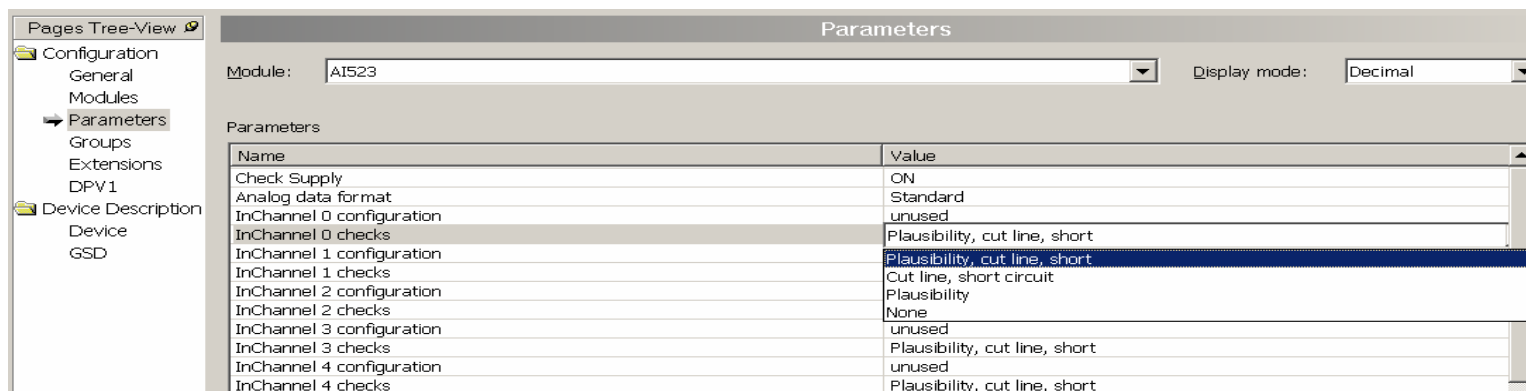 Pages Tree-View
Configuration
General
Modules
Parameters
Groups
Extensions
DPV1
Device Description
Device
GSD
Parameters
Module: AI523 Display mode: Decimal
Parameters
Name Value
Check Supply ON
Analog data format Standard
InChannel 0 configuration unused
InChannel 0 checks Plausibility, cut line, short
InChannel 1 configuration Plausibility, cut line, short
InChannel 1 checks Cut line, short circuit
InChannel 2 configuration Plausibility
InChannel 2 checks None
InChannel 3 configuration unused
InChannel 3 checks Plausibility, cut line, short
InChannel 4 configuration unused
InChannel 4 checks Plausibility, cut line, short